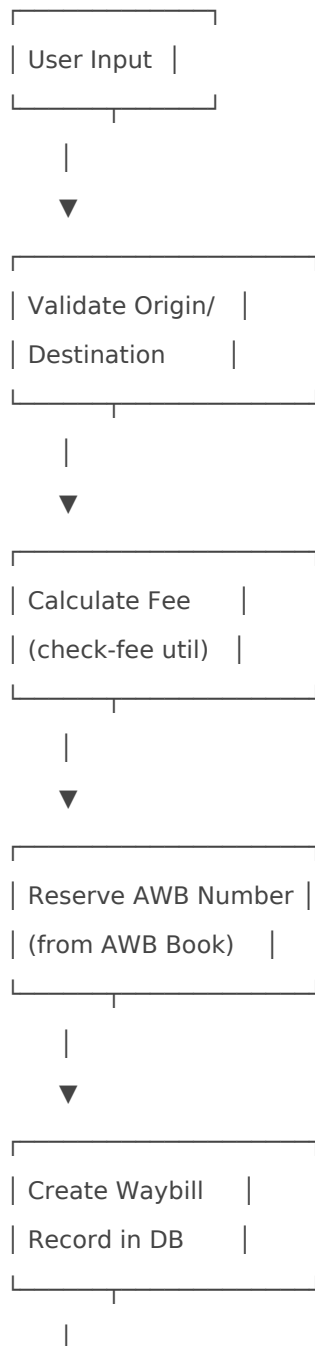 User Input
Validate Origin/
Destination
Calculate Fee
(check-fee util)
Reserve AWB Number
(from AWB Book)
Create Waybill
Record in DB